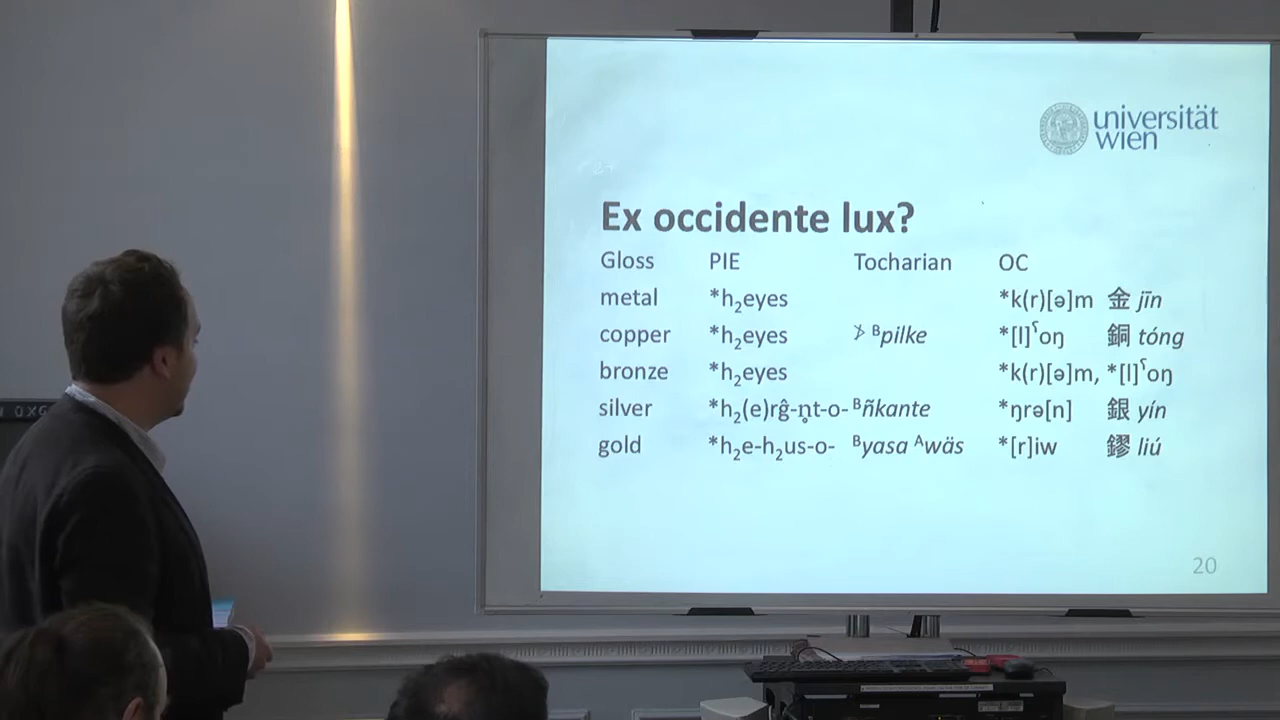 universität
wien
Ex occidente lux?
Gloss PIE Tocharian OC
metal *h₂eyes *k(r)[ə]m 金 jīn
copper *h₂eyes ᴮpilke *[l]ˤoŋ 銅 tóng
bronze *h₂eyes *k(r)[ə]m, *[l]ˤoŋ
silver *h₂(e)rĝ-n̥t-o- ᴮñkante *ŋrə[n] 銀 yín
gold *h₂e-h₂us-o- ᴮyasa ᴬwäs *[r]iw 鏐 liú
20